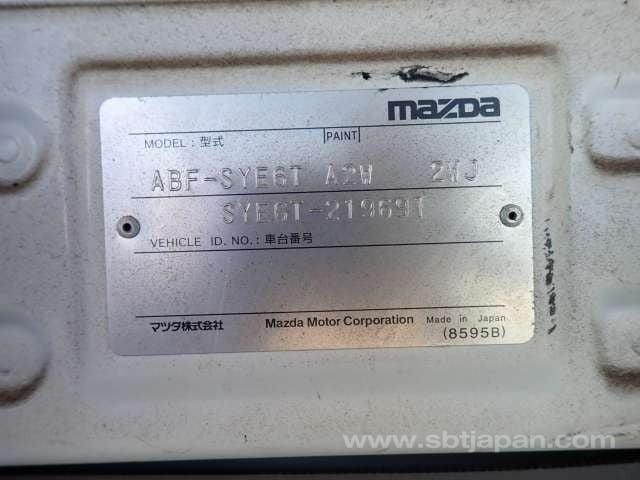 mazda
MODEL : 型式 PAINT
ABF-SYE6T A2W 2WJ
SYE6T-219691
VEHICLE ID. NO. : 車台番号
マツダ株式会社 Mazda Motor Corporation Made in Japan
(8595B)
www.sbtjapan.com